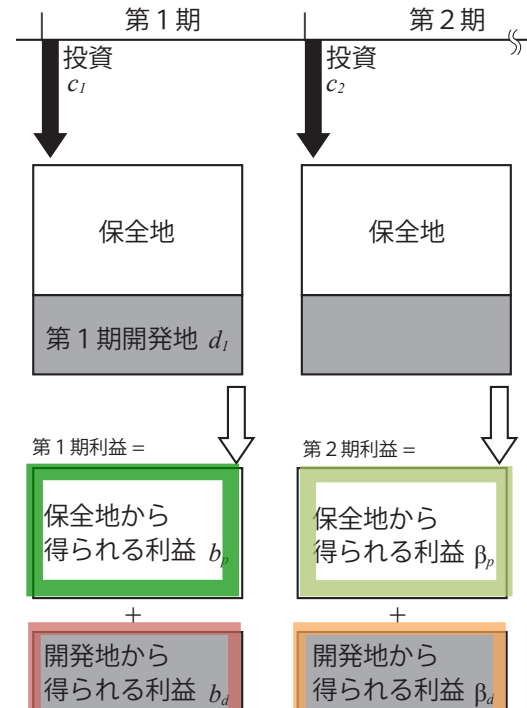 第１期
第２期
投資
c1
投資
c2
保全地
保全地
第１期開発地 d1
第１期利益 =
第２期利益 =
保全地から
得られる利益 bp
保全地から
得られる利益 βp
+
+
開発地から
得られる利益 bd
開発地から
得られる利益 βd